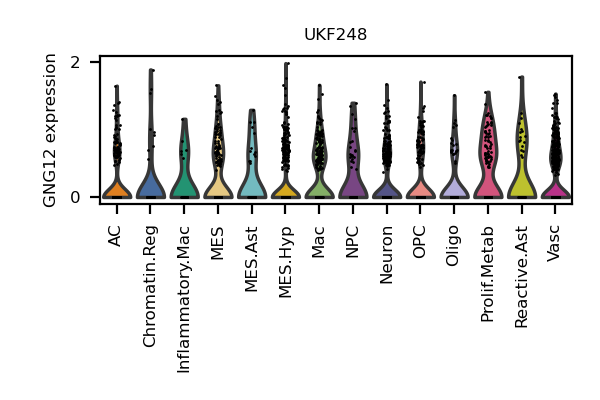 UKF248
GNG12 expression
2
0
AC
Chromatin.Reg
Inflammatory.Mac
MES
MES.Ast
MES.Hyp
Mac
NPC
Neuron
OPC
Oligo
Prolif.Metab
Reactive.Ast
Vasc